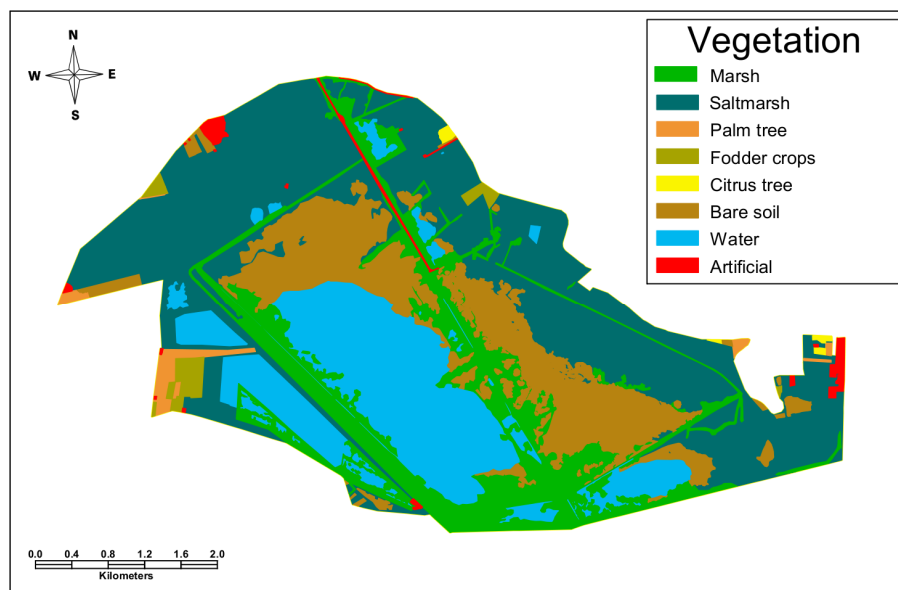 N
W E
S
Vegetation
Marsh
Saltmarsh
Palm tree
Fodder crops
Citrus tree
Bare soil
Water
Artificial
0.0 0.4 0.8 1.2 1.6 2.0
Kilometers